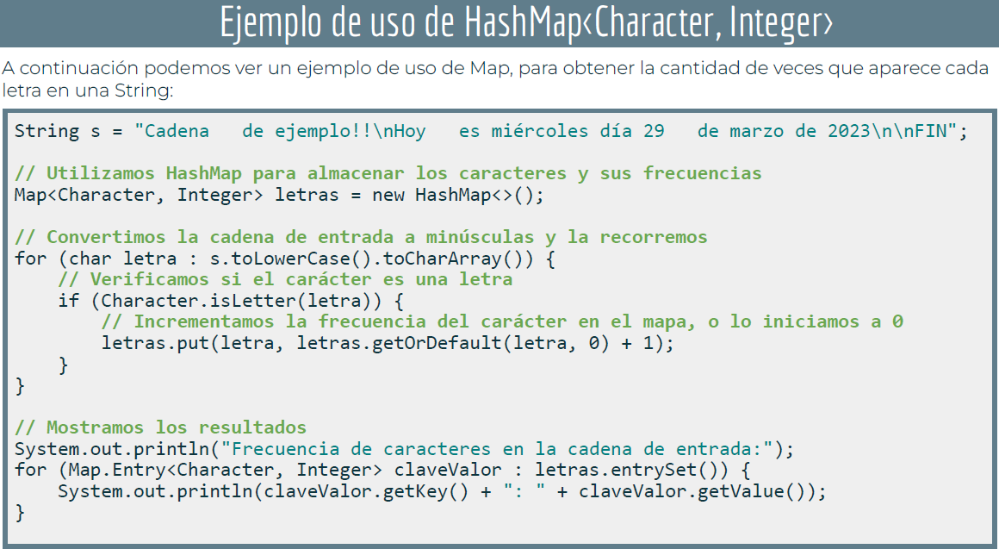 Ejemplo de uso de HashMap<Character, Integer>
A continuación podemos ver un ejemplo de uso de Map, para obtener la cantidad de veces que aparece cada
letra en una String:
String s = "Cadena   de ejemplo!!\nHoy   es miércoles día 29   de marzo de 2023\n\nFIN";
// Utilizamos HashMap para almacenar los caracteres y sus frecuencias
Map<Character, Integer> letras = new HashMap<>();
// Convertimos la cadena de entrada a minúsculas y la recorremos
for (char letra : s.toLowerCase().toCharArray()) {
    // Verificamos si el carácter es una letra
    if (Character.isLetter(letra)) {
        // Incrementamos la frecuencia del carácter en el mapa, o lo iniciamos a 0
        letras.put(letra, letras.getOrDefault(letra, 0) + 1);
    }
}
// Mostramos los resultados
System.out.println("Frecuencia de caracteres en la cadena de entrada:");
for (Map.Entry<Character, Integer> claveValor : letras.entrySet()) {
    System.out.println(claveValor.getKey() + ": " + claveValor.getValue());
}